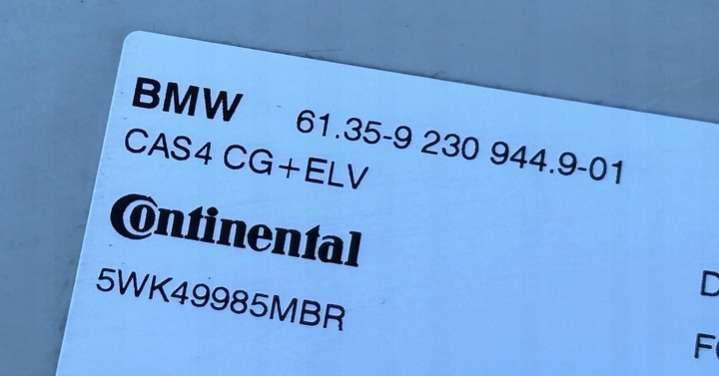 BMW 61.35-9 230 944.9-01
CAS4 CG+ELV
Continental
5WK49985MBR
D